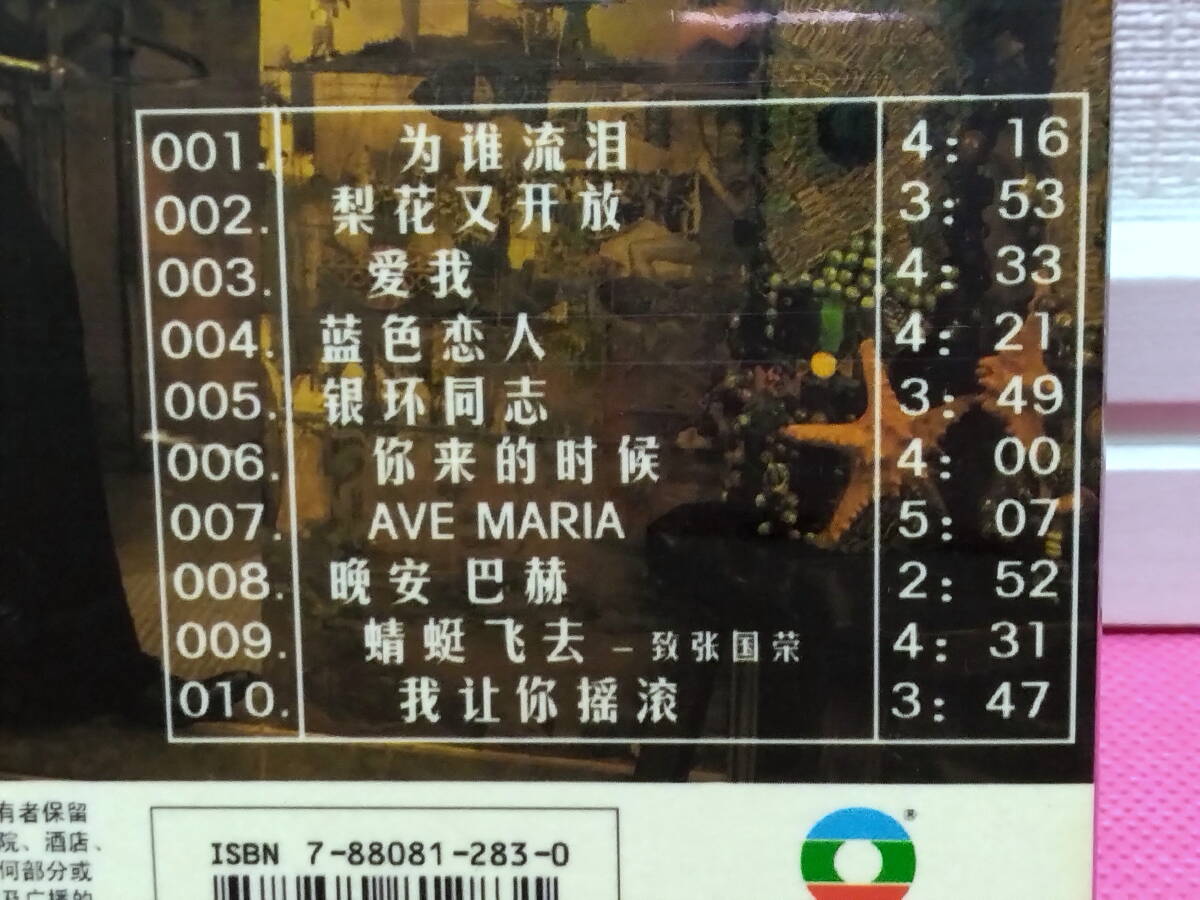 001. 为谁流泪 4: 16
002. 梨花又开放 3: 53
003. 爱我 4: 33
004. 蓝色恋人 4: 21
005. 银环同志 3: 49
006. 你来的时候 4: 00
007. AVE MARIA 5: 07
008. 晚安 巴赫 2: 52
009. 蜻蜓飞去 – 致张国荣 4: 31
010. 我让你摇滚 3: 47
有者保留
院、酒店、
何部分或
及广播的
ISBN 7-88081-283-0
®